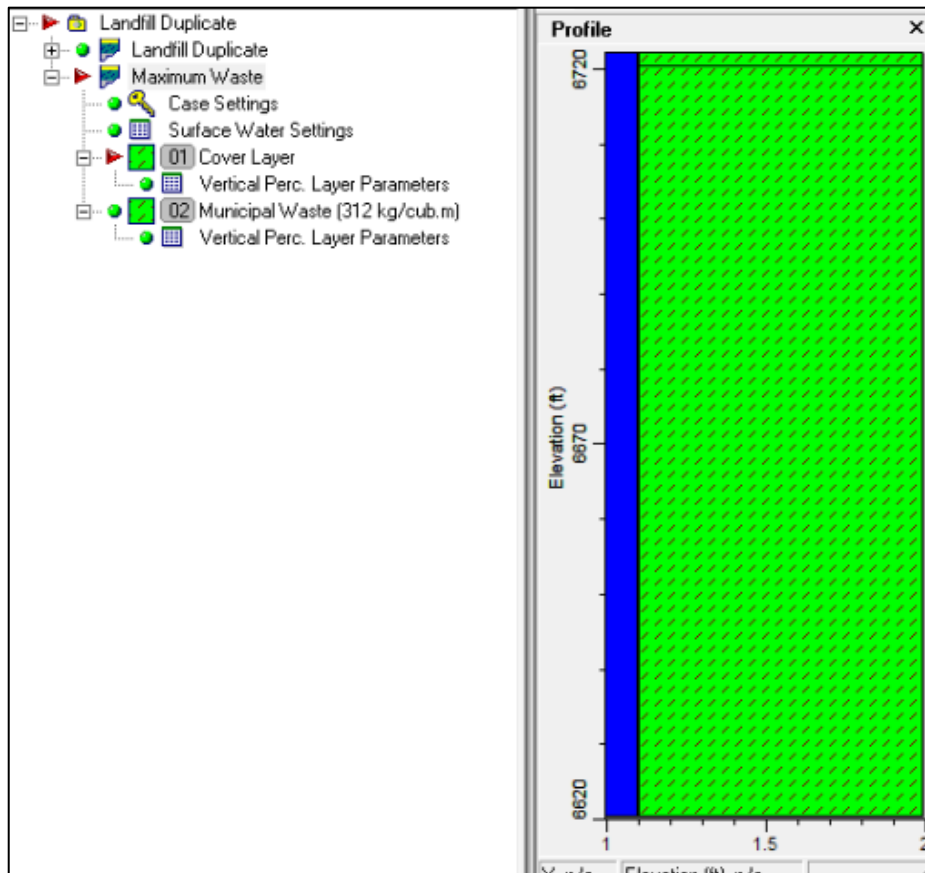 Landfill Duplicate
Landfill Duplicate
Maximum Waste
Case Settings
Surface Water Settings
01 Cover Layer
Vertical Perc. Layer Parameters
02 Municipal Waste (312 kg/cub.m)
Vertical Perc. Layer Parameters
Profile
6720
6670
6620
Elevation (ft)
1
1.5
2